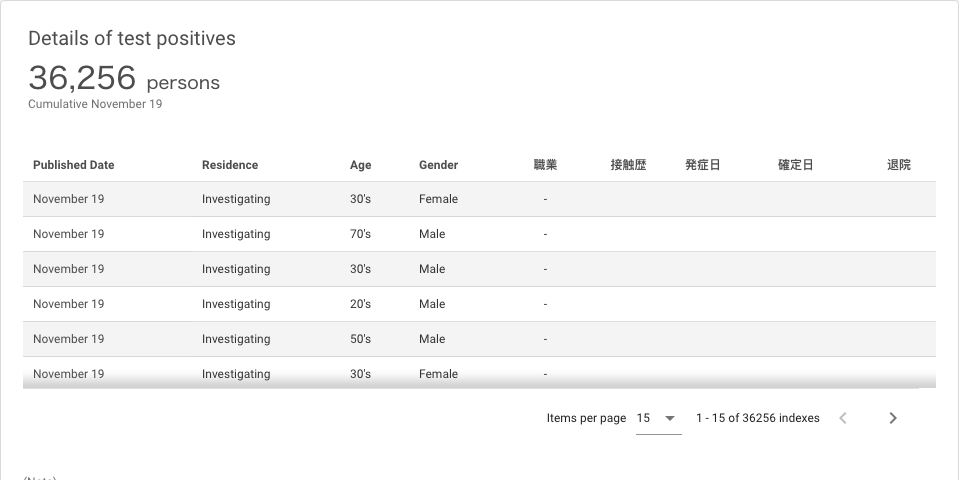 Details of test positives
36,256 persons
Cumulative November 19
Published Date Residence Age Gender 職業 接触歴 発症日 確定日 退院
November 19 Investigating 30's Female -
November 19 Investigating 70's Male -
November 19 Investigating 30's Male -
November 19 Investigating 20's Male -
November 19 Investigating 50's Male -
November 19 Investigating 30's Female -
Items per page 15 1 - 15 of 36256 indexes